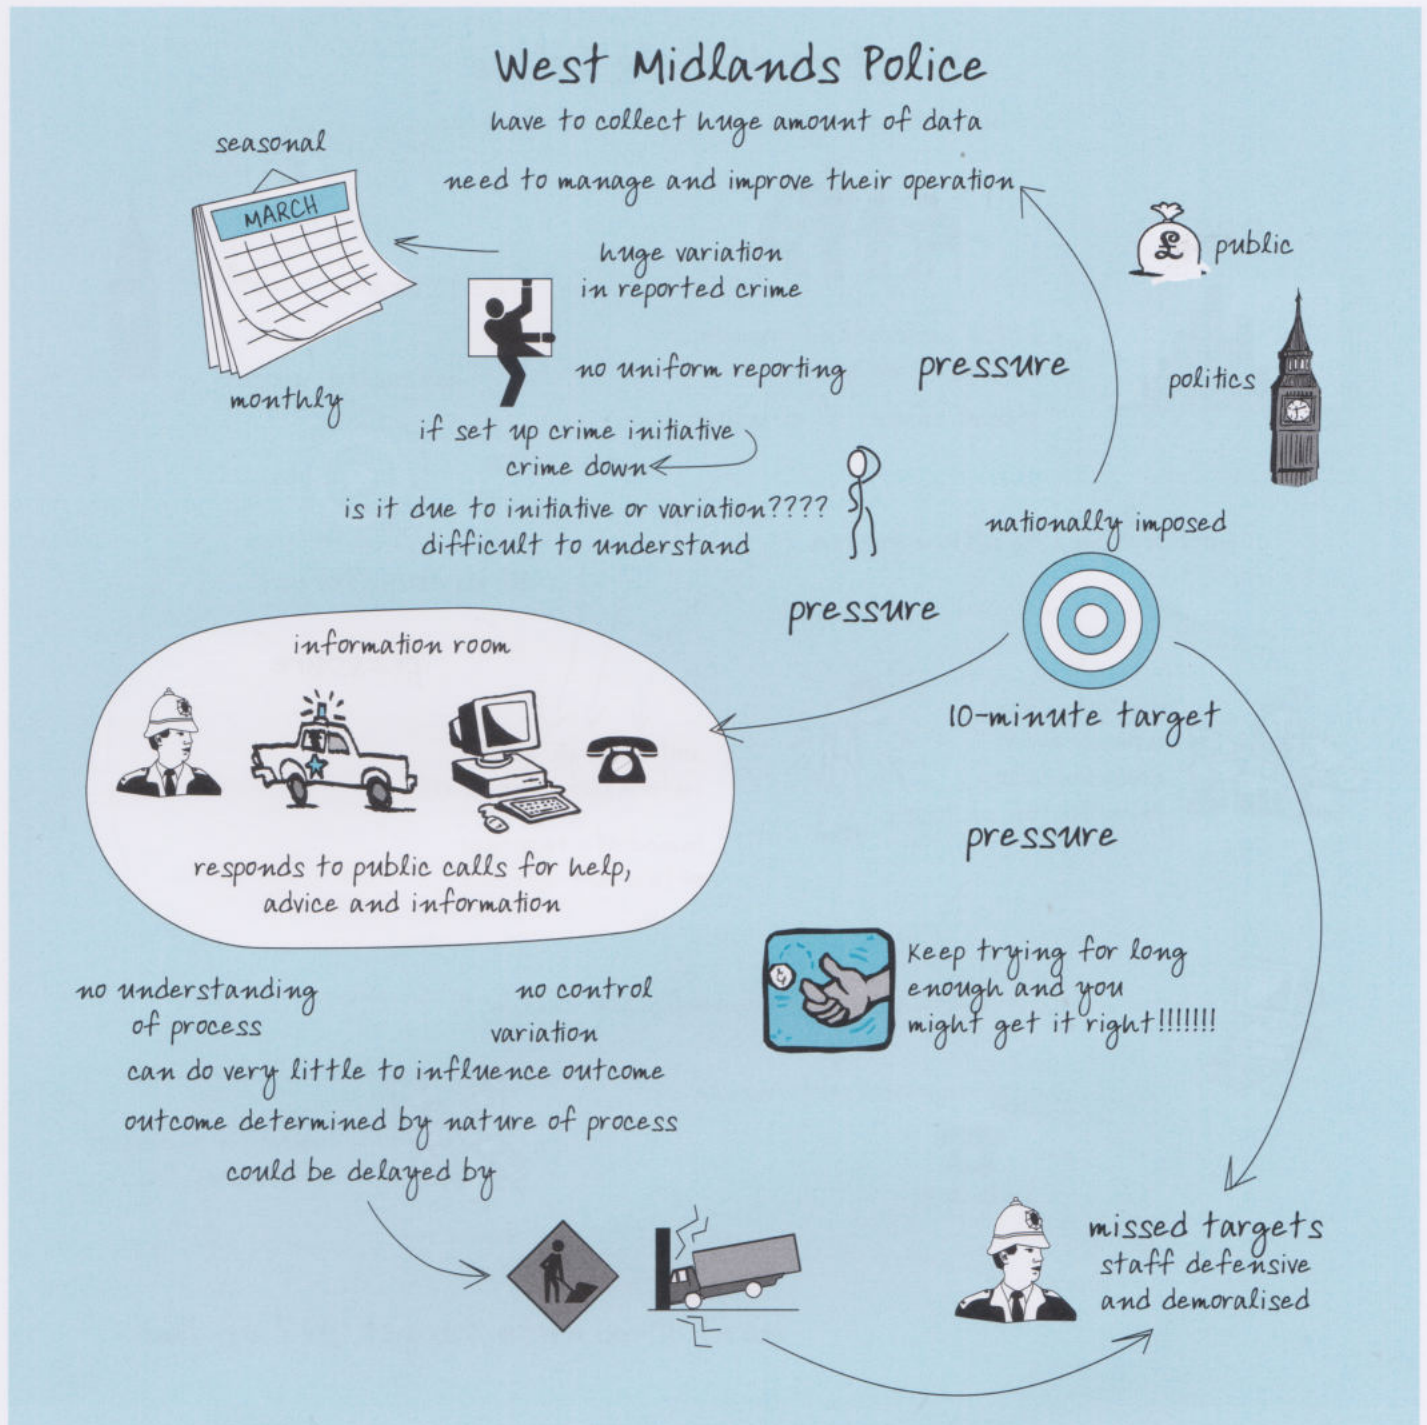 West Midlands Police
have to collect huge amount of data
need to manage and improve their operation
seasonal
MARCH
monthly
huge variation
in reported crime
no uniform reporting
if set up crime initiative
crime down
is it due to initiative or variation????
difficult to understand
pressure
£
public
politics
nationally imposed
10-minute target
pressure
information room
responds to public calls for help,
advice and information
pressure
Keep trying for long
enough and you
might get it right!!!!!!!
no understanding
of process
no control
variation
can do very little to influence outcome
outcome determined by nature of process
could be delayed by
missed targets
staff defensive
and demoralised